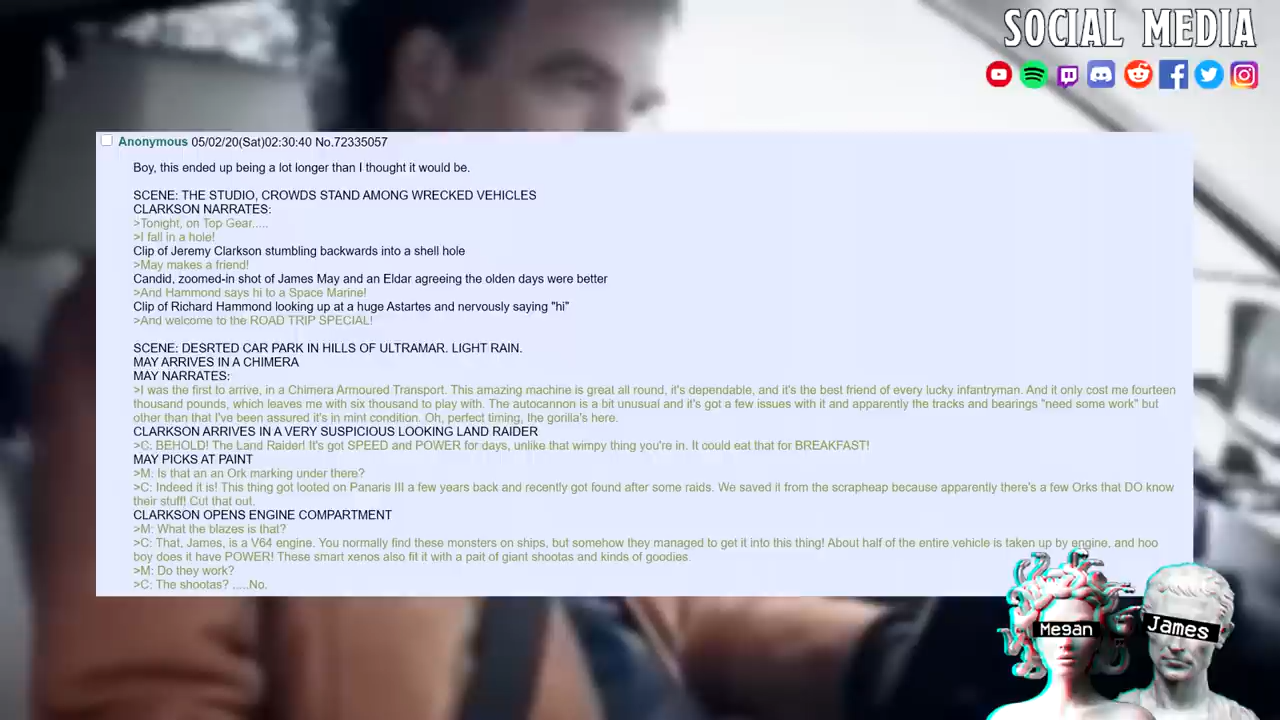 SOCIAL MEDIA
Anonymous 05/02/20(Sat)02:30:40 No.72335057
Boy, this ended up being a lot longer than I thought it would be.
SCENE: THE STUDIO, CROWDS STAND AMONG WRECKED VEHICLES
CLARKSON NARRATES:
>Tonight, on Top Gear.....
>I fall in a hole!
Clip of Jeremy Clarkson stumbling backwards into a shell hole
>May makes a friend!
Candid, zoomed-in shot of James May and an Eldar agreeing the olden days were better
>And Hammond says hi to a Space Marine!
Clip of Richard Hammond looking up at a huge Astartes and nervously saying "hi"
>And welcome to the ROAD TRIP SPECIAL!
SCENE: DESRTED CAR PARK IN HILLS OF ULTRAMAR. LIGHT RAIN.
MAY ARRIVES IN A CHIMERA
MAY NARRATES:
>I was the first to arrive, in a Chimera Armoured Transport. This amazing machine is great all round, it's dependable, and it's the best friend of every lucky infantryman. And it only cost me fourteen
thousand pounds, which leaves me with six thousand to play with. The autocannon is a bit unusual and it's got a few issues with it and apparently the tracks and bearings "need some work" but
other than that I've been assured it's in mint condition. Oh, perfect timing, the gorilla's here.
CLARKSON ARRIVES IN A VERY SUSPICIOUS LOOKING LAND RAIDER
>C: BEHOLD! The Land Raider! It's got SPEED and POWER for days, unlike that wimpy thing you're in. It could eat that for BREAKFAST!
MAY PICKS AT PAINT
>M: Is that an an Ork marking under there?
>C: Indeed it is! This thing got looted on Panaris III a few years back and recently got found after some raids. We saved it from the scrapheap because apparently there's a few Orks that DO know
their stuff! Cut that out.
CLARKSON OPENS ENGINE COMPARTMENT
>M: What the blazes is that?
>C: That, James, is a V64 engine. You normally find these monsters on ships, but somehow they managed to get it into this thing! About half of the entire vehicle is taken up by engine, and hoo
boy does it have POWER! These smart xenos also fit it with a pait of giant shootas and kinds of goodies.
>M: Do they work?
>C: The shootas? .....No.
Megan
James